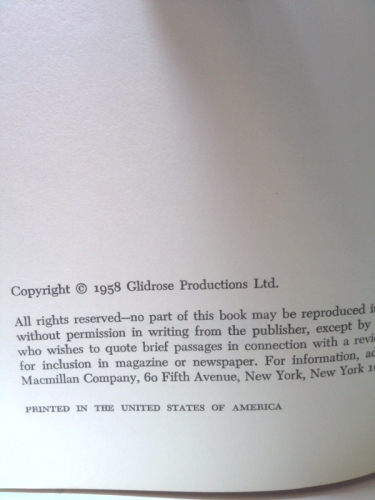 Copyright © 1958 Glidrose Productions Ltd.
All rights reserved—no part of this book may be reproduced
without permission in writing from the publisher, except by
who wishes to quote brief passages in connection with a
for inclusion in magazine or newspaper. For information,
Macmillan Company, 60 Fifth Avenue, New York, New York
PRINTED IN THE UNITED STATES OF AMERICA